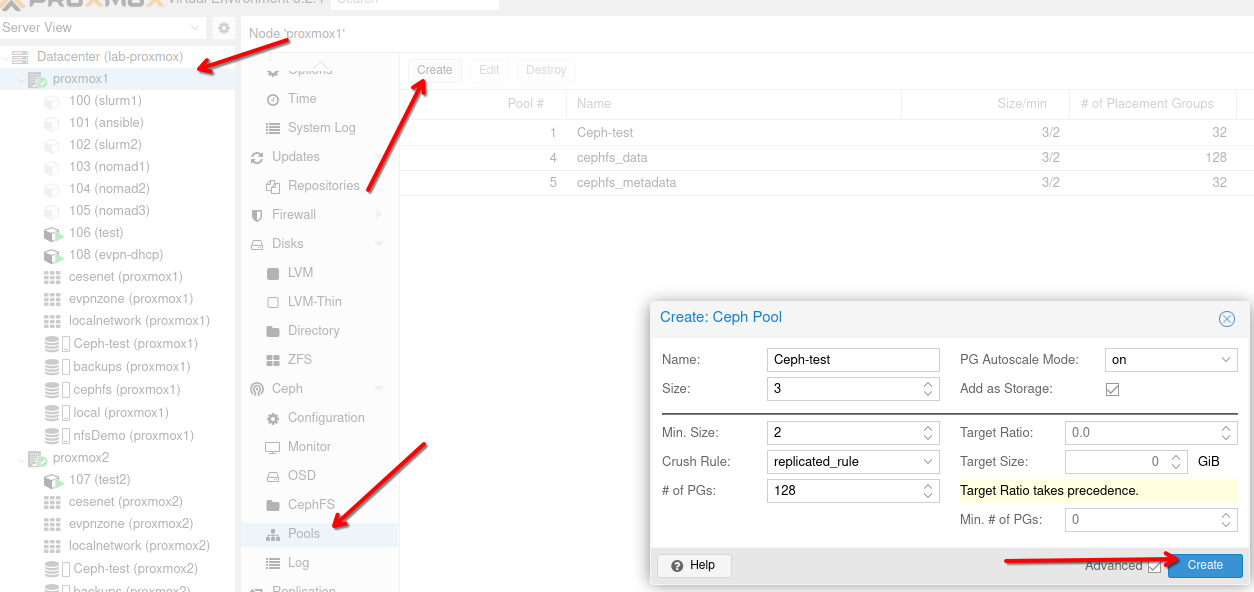 PROXMOX Virtual Environment 8.2.4 Search
Server View
Datacenter (lab-proxmox)
proxmox1
100 (slurm1)
101 (ansible)
102 (slurm2)
103 (nomad1)
104 (nomad2)
105 (nomad3)
106 (test)
108 (evpn-dhcp)
cesenet (proxmox1)
evpnzone (proxmox1)
localnetwork (proxmox1)
Ceph-test (proxmox1)
backups (proxmox1)
cephfs (proxmox1)
local (proxmox1)
nfsDemo (proxmox1)
proxmox2
107 (test2)
cesenet (proxmox2)
evpnzone (proxmox2)
localnetwork (proxmox2)
Ceph-test (proxmox2)
backups (proxmox2)
Node 'proxmox1'
Options
Time
System Log
Updates
Repositories
Firewall
Disks
LVM
LVM-Thin
Directory
ZFS
Ceph
Configuration
Monitor
OSD
CephFS
Pools
Log
Replication
Create Edit Destroy
Pool # Name Size/min # of Placement Groups
1 Ceph-test 3/2 32
4 cephfs_data 3/2 128
5 cephfs_metadata 3/2 32
Create: Ceph Pool
Name: Ceph-test PG Autoscale Mode: on
Size: 3 Add as Storage:
Min. Size: 2 Target Ratio: 0.0
Crush Rule: replicated_rule Target Size: 0 GiB
# of PGs: 128 Target Ratio takes precedence.
Min. # of PGs: 0
Help Advanced Create